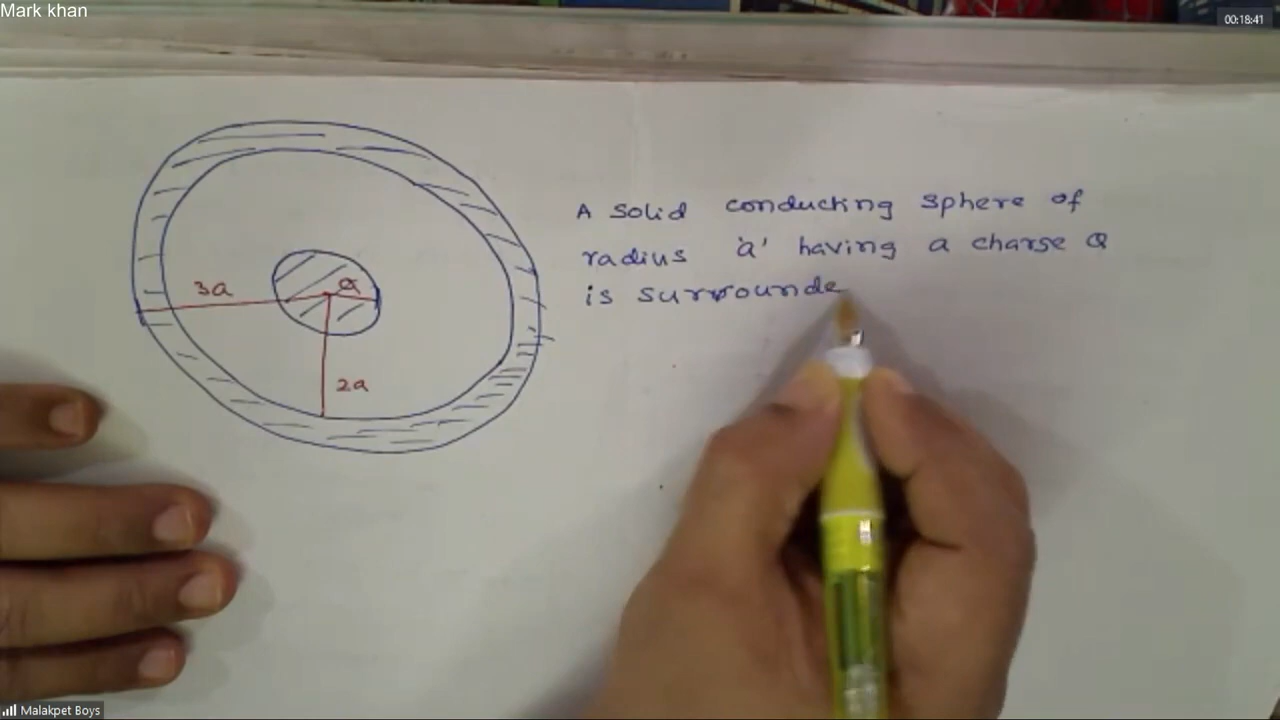 Mark khan
00:18:41
A solid conducting sphere of
radius 'a' having a charge Q
is surrounde
3a
a
2a
Malakpet Boys